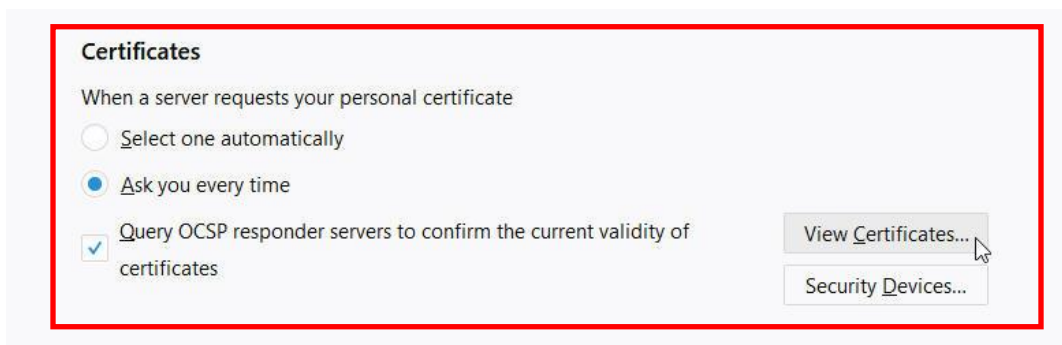 Certificates
When a server requests your personal certificate
Select one automatically
Ask you every time
Query OCSP responder servers to confirm the current validity of
certificates
View Certificates...
Security Devices...